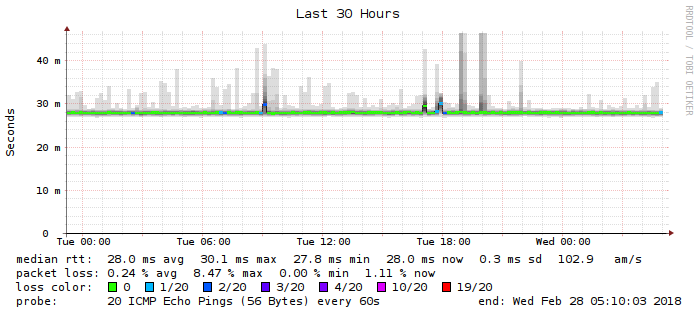 Last 30 Hours
RRDTOOL / TOBI OETIKER
Seconds
40 m
30 m
20 m
10 m
0
Tue 00:00 Tue 06:00 Tue 12:00 Tue 18:00 Wed 00:00
median rtt: 28.0 ms avg 30.1 ms max 27.8 ms min 28.0 ms now 0.3 ms sd 102.9 am/s
packet loss: 0.24 % avg 8.47 % max 0.00 % min 1.11 % now
loss color: 0 1/20 2/20 3/20 4/20 10/20 19/20
probe: 20 ICMP Echo Pings (56 Bytes) every 60s end: Wed Feb 28 05:10:03 2018